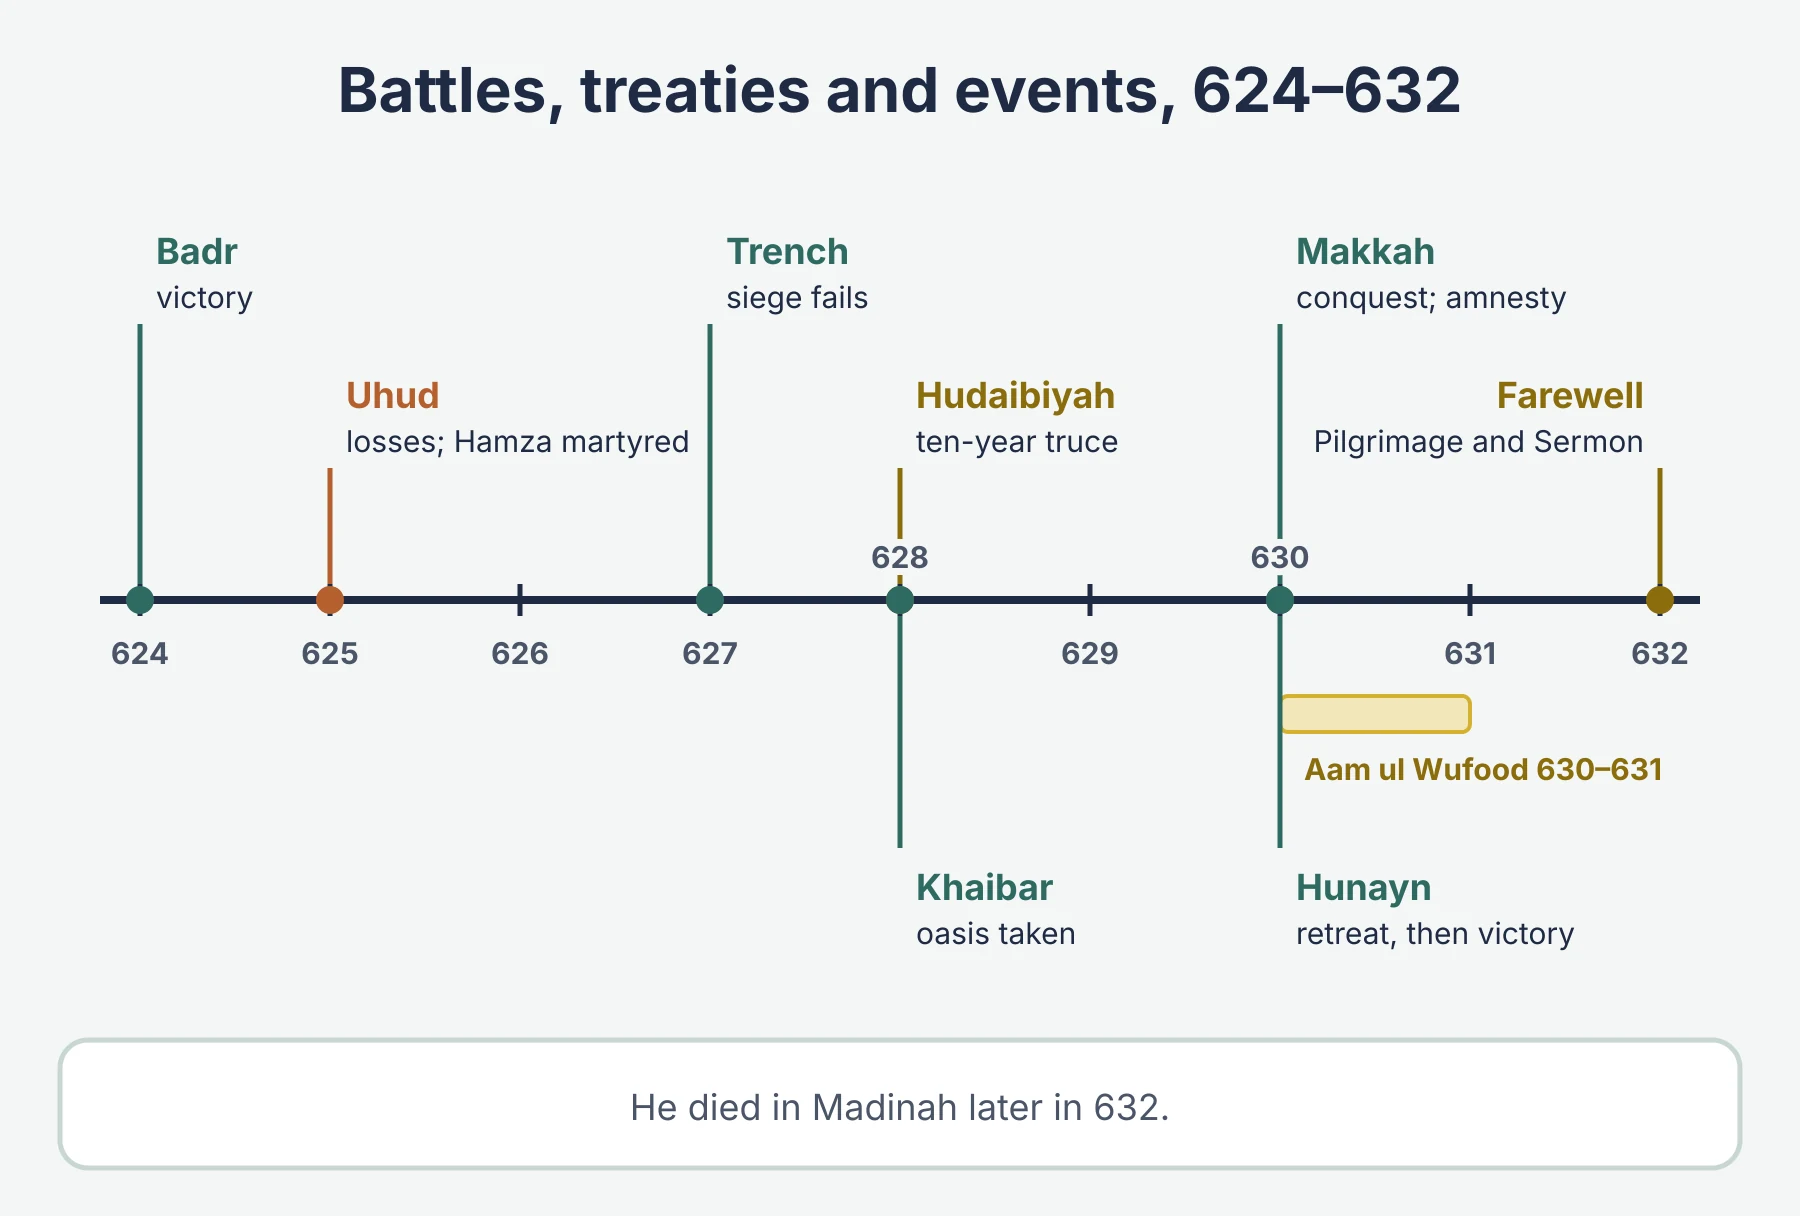 Battles, treaties and events, 624–632
Badr
victory
Trench
siege fails
Makkah
conquest; amnesty
Uhud
losses; Hamza martyred
Hudaibiyah
ten-year truce
Farewell
Pilgrimage and Sermon
628
630
624
625
626
627
629
631
632
Aam ul Wufood 630–631
Khaibar
oasis taken
Hunayn
retreat, then victory
He died in Madinah later in 632.